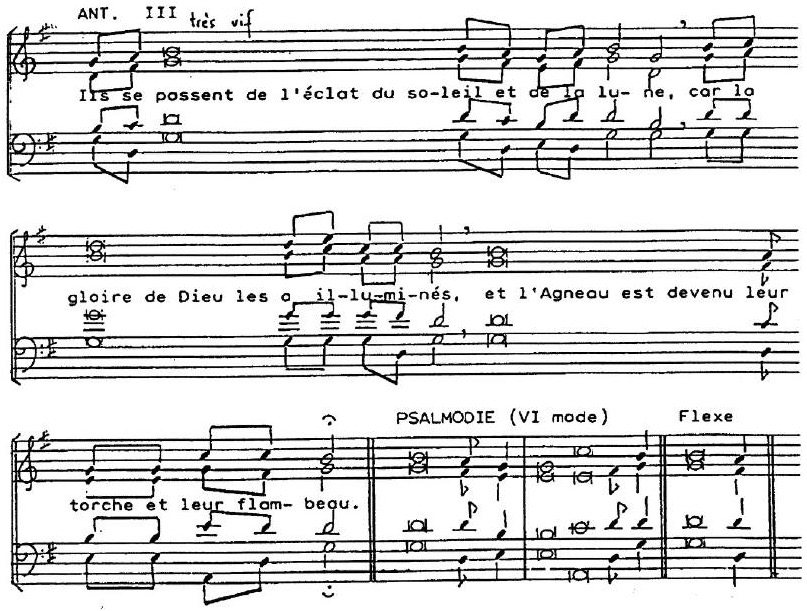 ANT. III très vif
Ils se passent de l'éclat du so-leil et de la lu- ne, car la
gloire de Dieu les a il-lu-mi-nés, et l'Agneau est devenu leur
PSALMODIE (VI mode) Flexe
torche et leur flam- beau.